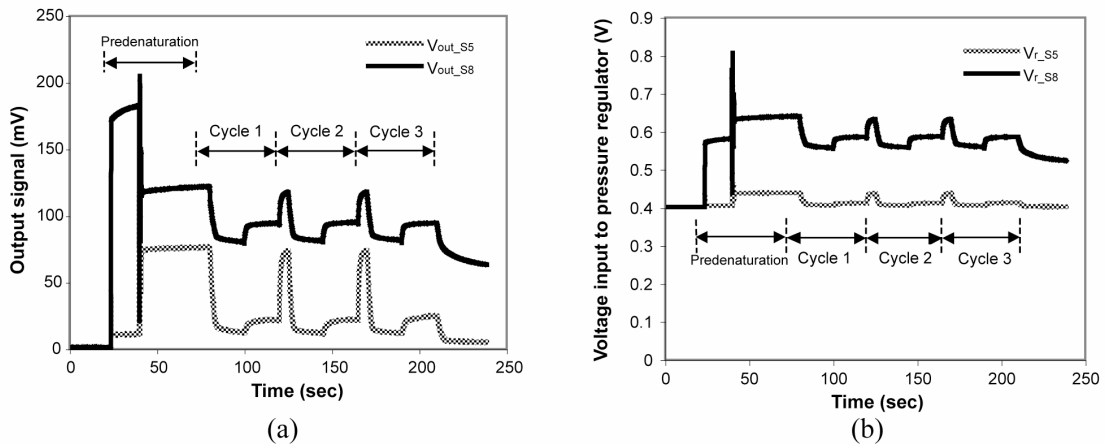 250
200
150
100
50
0
Output signal (mV)
Predenaturation
Vout_S5
Vout_S8
Cycle 1 Cycle 2 Cycle 3
0 50 100 150 200 250
Time (sec)
(a)
1
0.9
0.8
0.7
0.6
0.5
0.4
0.3
0.2
0.1
0
Voltage input to pressure regulator (V)
Vr_S5
Vr_S8
Predenaturation Cycle 1 Cycle 2 Cycle 3
0 50 100 150 200 250
Time (sec)
(b)